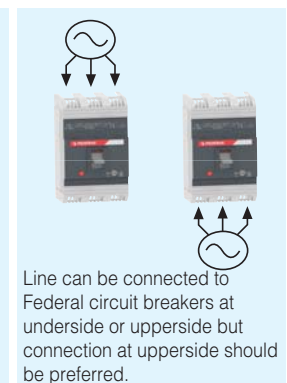 Line can be connected to
Federal circuit breakers at
underside or upperside but
connection at upperside should
be preferred.